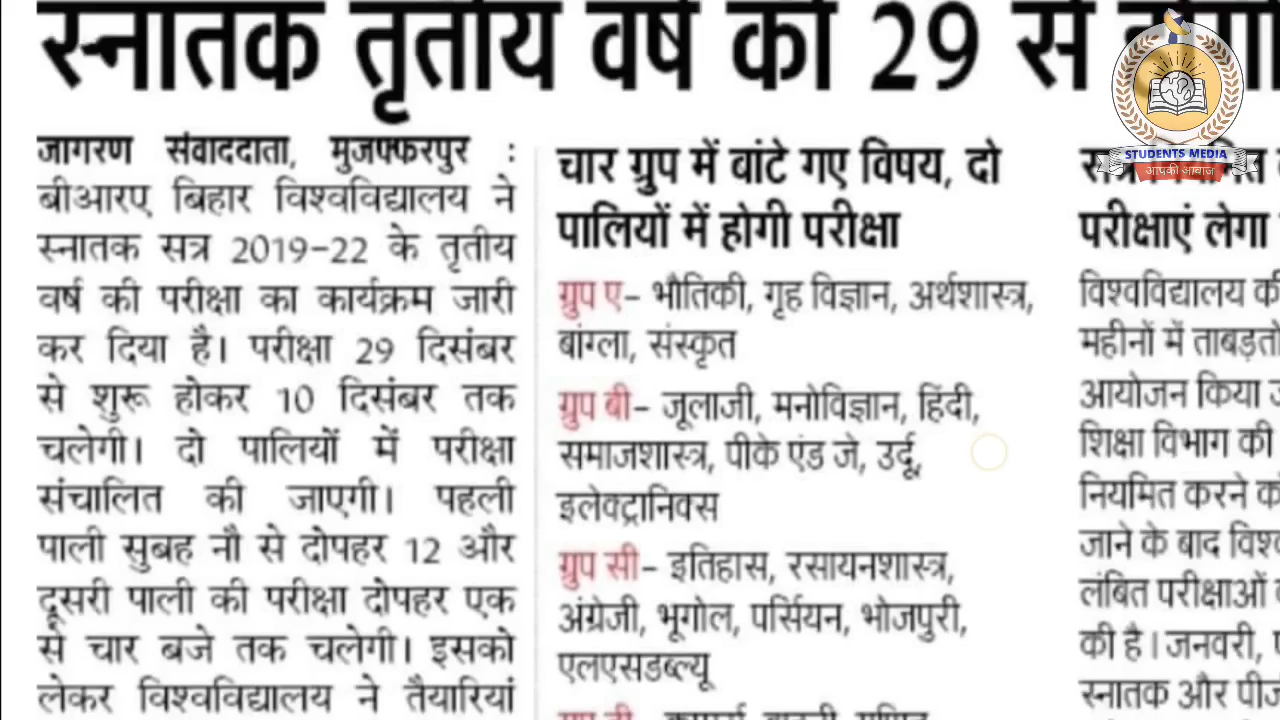 स्नातक तृतीय वर्ष की 29 से
जागरण संवाददाता, मुजफ्फरपुर :
बीआरए बिहार विश्वविद्यालय ने
स्नातक सत्र 2019-22 के तृतीय
वर्ष की परीक्षा का कार्यक्रम जारी
कर दिया है। परीक्षा 29 दिसंबर
से शुरू होकर 10 दिसंबर तक
चलेगी। दो पालियों में परीक्षा
संचालित की जाएगी। पहली
पाली सुबह नौ से दोपहर 12 और
दूसरी पाली की परीक्षा दोपहर एक
से चार बजे तक चलेगी। इसको
लेकर विश्वविद्यालय ने तैयारियां
चार ग्रुप में बांटे गए विषय, दो
पालियों में होगी परीक्षा
ग्रुप ए- भौतिकी, गृह विज्ञान, अर्थशास्त्र,
बांग्ला, संस्कृत
ग्रुप बी- जूलाजी, मनोविज्ञान, हिंदी,
समाजशास्त्र, पीके एंड जे, उर्दू,
इलेक्ट्रानिक्स
ग्रुप सी- इतिहास, रसायनशास्त्र,
अंग्रेजी, भूगोल, पर्सियन, भोजपुरी,
एलएसडब्ल्यू
परीक्षाएं लेगा
विश्वविद्यालय की
महीनों में ताबड़तो
आयोजन किया
शिक्षा विभाग की
नियमित करने को
जाने के बाद विश्व
लंबित परीक्षाओं
की है। जनवरी,
स्नातक और पीज
STUDENTS MEDIA
आपकी आवाज